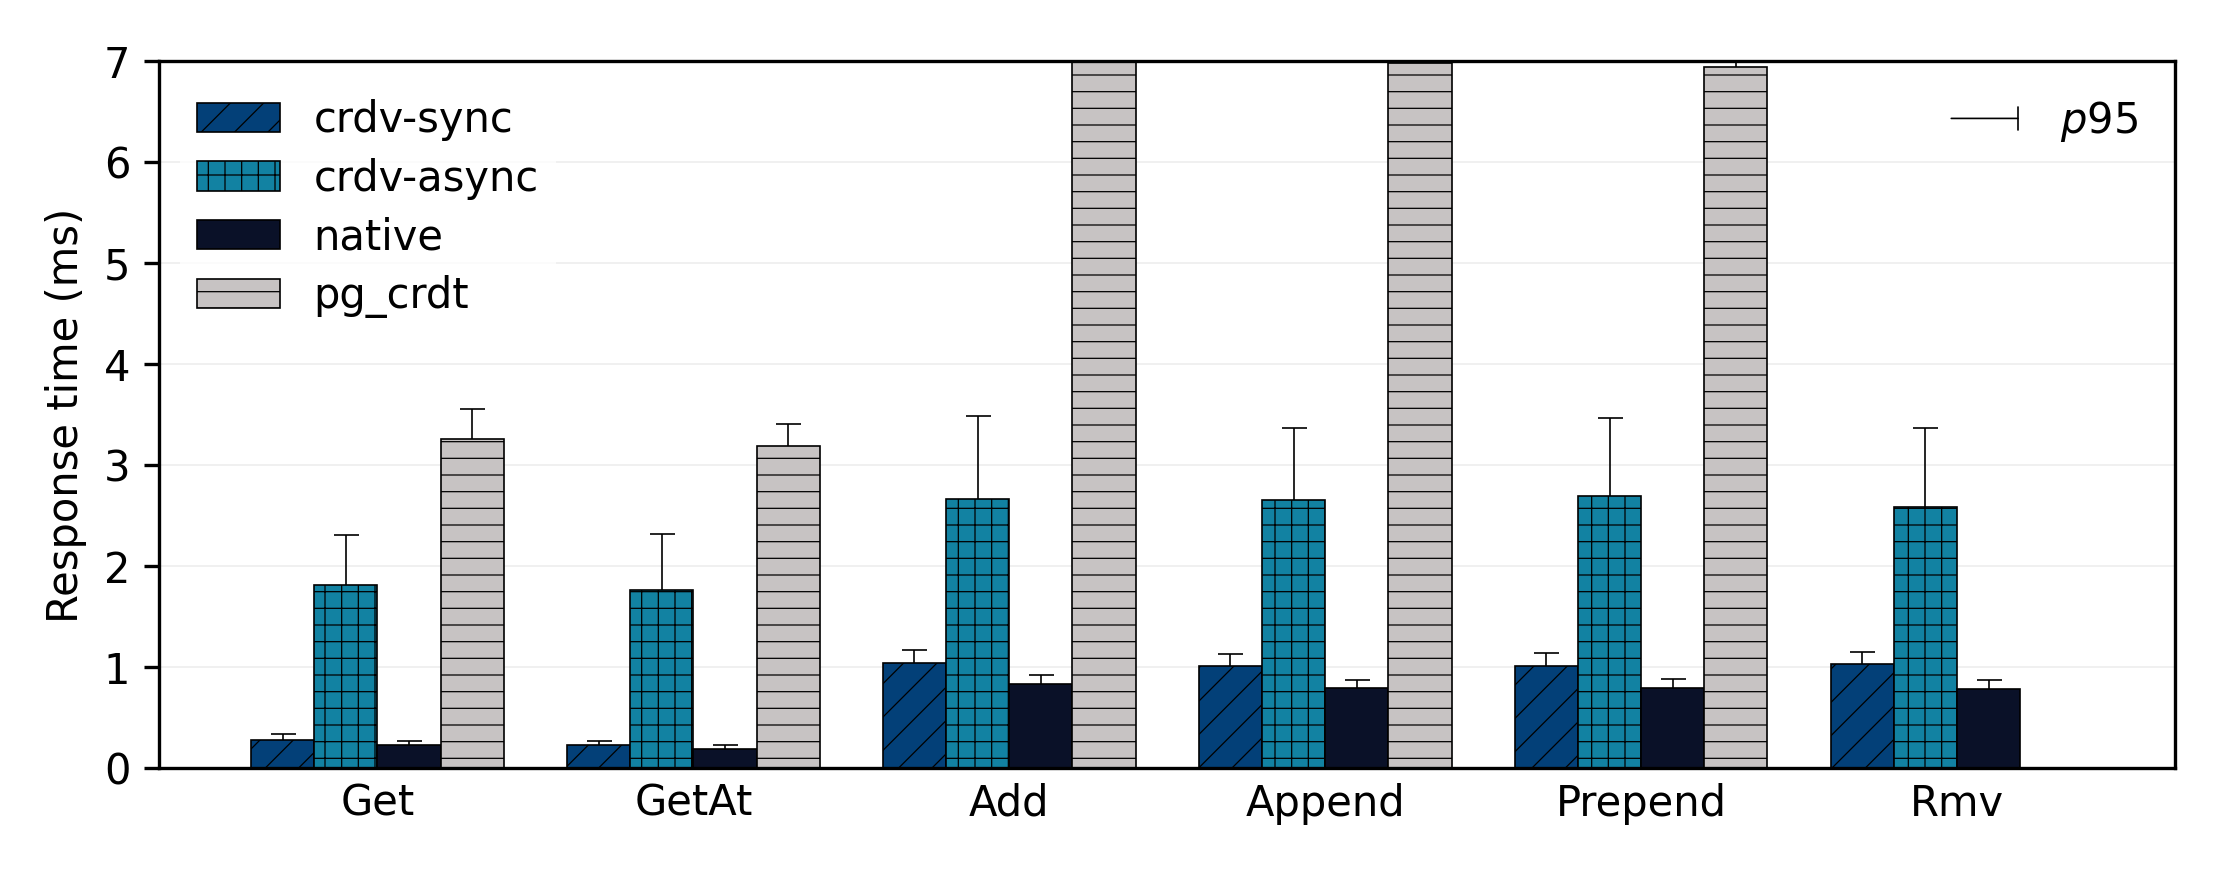 Response time (ms)
7
6
5
4
3
2
1
0
crdv-sync
crdv-async
native
pg_crdt
p95
Get GetAt Add Append Prepend Rmv